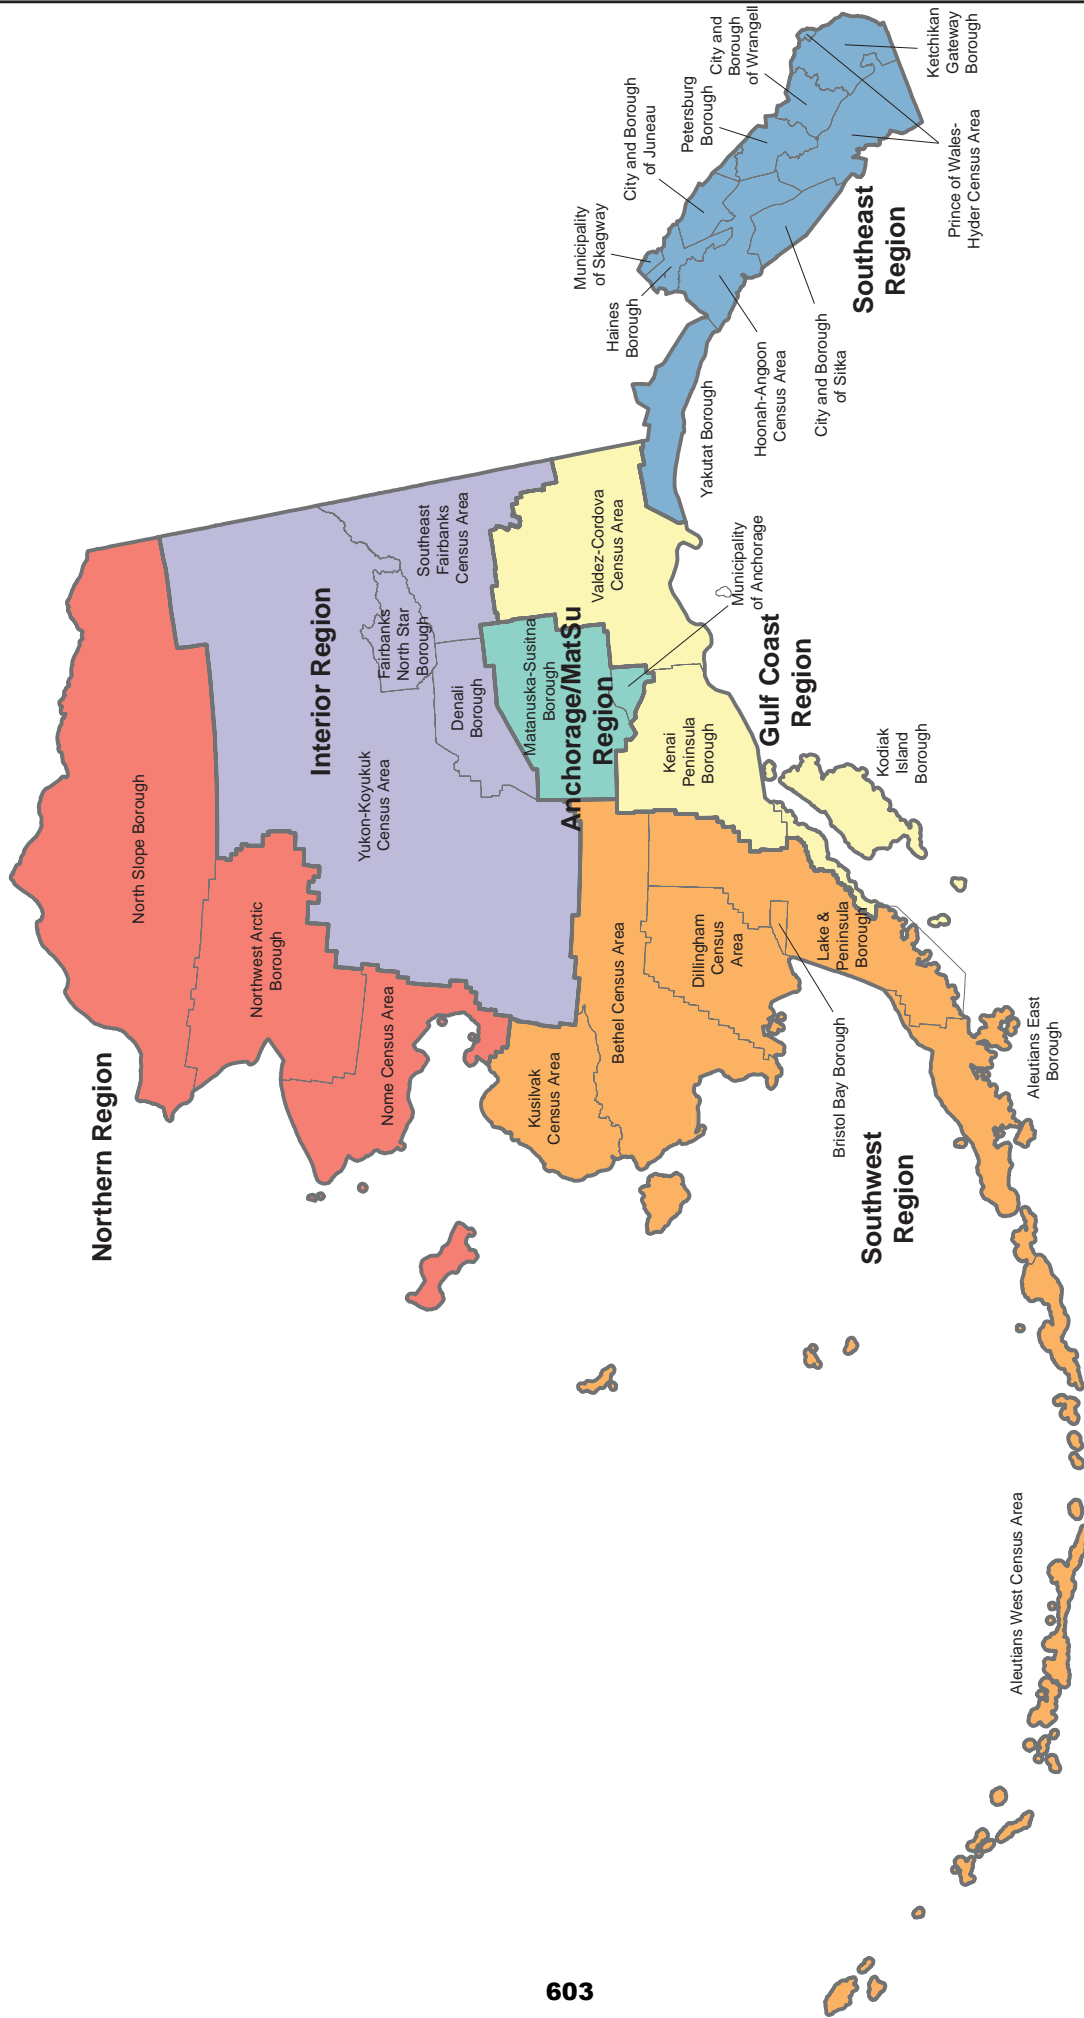 Northern Region
North Slope Borough
Northwest Arctic
Borough
Nome Census Area
Interior Region
Yukon-Koyukuk
Census Area
Fairbanks
North Star
Borough
Southeast
Fairbanks
Census Area
Denali
Borough
Matanuska-Susitna
Borough
Anchorage/MatSu
Region
Municipality
of Anchorage
Valdez-Cordova
Census Area
Kenai
Peninsula
Borough
Gulf Coast
Region
Kodiak
Island
Borough
Kusilvak
Census Area
Bethel Census Area
Dillingham
Census
Area
Lake &
Peninsula
Borough
Bristol Bay Borough
Southwest
Region
Aleutians East
Borough
Aleutians West Census Area
Yakutat Borough
Municipality
of Skagway
Haines
Borough
City and Borough
of Juneau
Hoonah-Angoon
Census Area
City and Borough
of Sitka
Petersburg
Borough
City and
Borough
of Wrangell
Southeast
Region
Prince of Wales-
Hyder Census Area
Ketchikan
Gateway
Borough
603